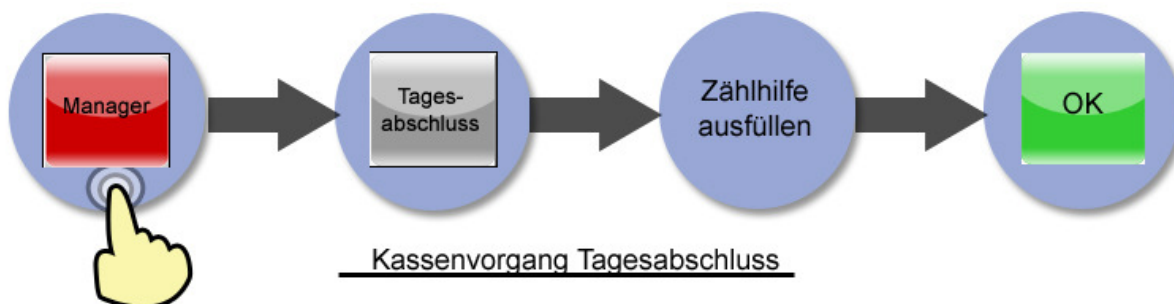 Manager
Tages-
abschluss
Zählhilfe
ausfüllen
OK
Kassenvorgang Tagesabschluss